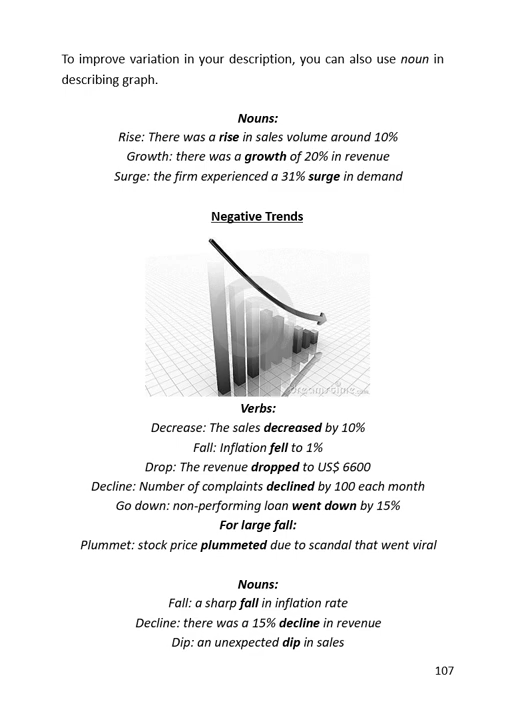 To improve variation in your description, you can also use noun in
describing graph.
Nouns:
Rise: There was a rise in sales volume around 10%
Growth: there was a growth of 20% in revenue
Surge: the firm experienced a 31% surge in demand
Negative Trends
dreamstime
Verbs:
Decrease: The sales decreased by 10%
Fall: Inflation fell to 1%
Drop: The revenue dropped to US$ 6600
Decline: Number of complaints declined by 100 each month
Go down: non-performing loan went down by 15%
For large fall:
Plummet: stock price plummeted due to scandal that went viral
Nouns:
Fall: a sharp fall in inflation rate
Decline: there was a 15% decline in revenue
Dip: an unexpected dip in sales
107